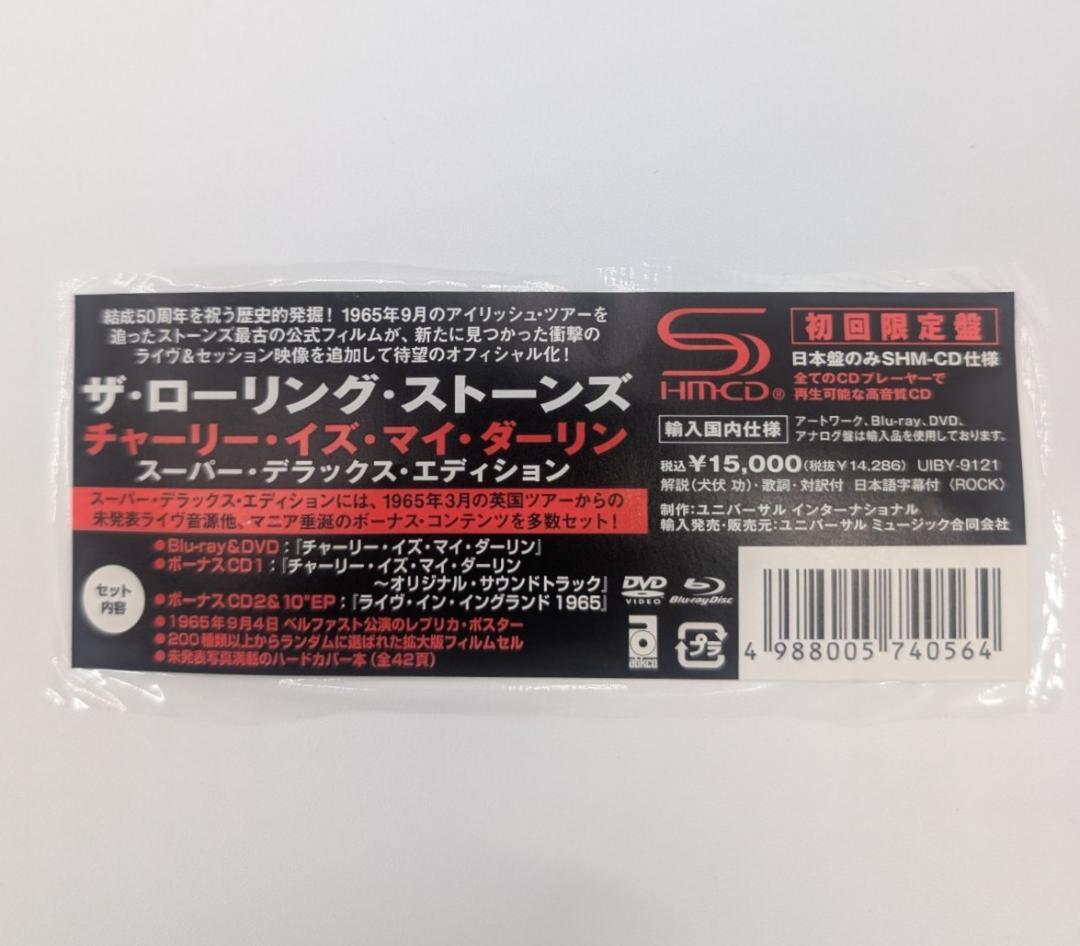 結成50周年を祝う歴史的発掘! 1965年9月のアイリッシュ・ツアーを
追ったストーンズ最古の公式フィルムが、新たに見つかった衝撃の
ライヴ&セッション映像を追加して待望のオフィシャル化!
ザ・ローリング・ストーンズ
チャーリー・イズ・マイ・ダーリン
スーパー・デラックス・エディション
スーパー・デラックス・エディションには、1965年3月の英国ツアーからの
未発表ライヴ音源他、マニア垂涎のボーナス・コンテンツを多数セット!
セット
内容
●Blu-ray&DVD:『チャーリー・イズ・マイ・ダーリン』
●ボーナスCD1:『チャーリー・イズ・マイ・ダーリン
~オリジナル・サウンドトラック』
●ボーナスCD2&10"EP:『ライヴ・イン・イングランド 1965』
●1965年9月4日 ベルファスト公演のレプリカ・ポスター
●200種類以上からランダムに選ばれた拡大版フィルムセル
●未発表写真満載のハードカバー本(全42頁)
DVD
VIDEO
Blu-ray Disc
abkco
プラ
HM-CD®
初回限定盤
日本盤のみSHM-CD仕様
全てのCDプレーヤーで
再生可能な高音質CD
輸入国内仕様
アートワーク、Blu-ray、DVD、
アナログ盤は輸入品を使用しております。
税込¥15,000(税抜¥14,286) UIBY-9121
解説(犬伏 功)・歌詞・対訳付 日本語字幕付 〈ROCK〉
制作:ユニバーサル インターナショナル
輸入発売・販売元:ユニバーサル ミュージック合同会社
4 988005 740564